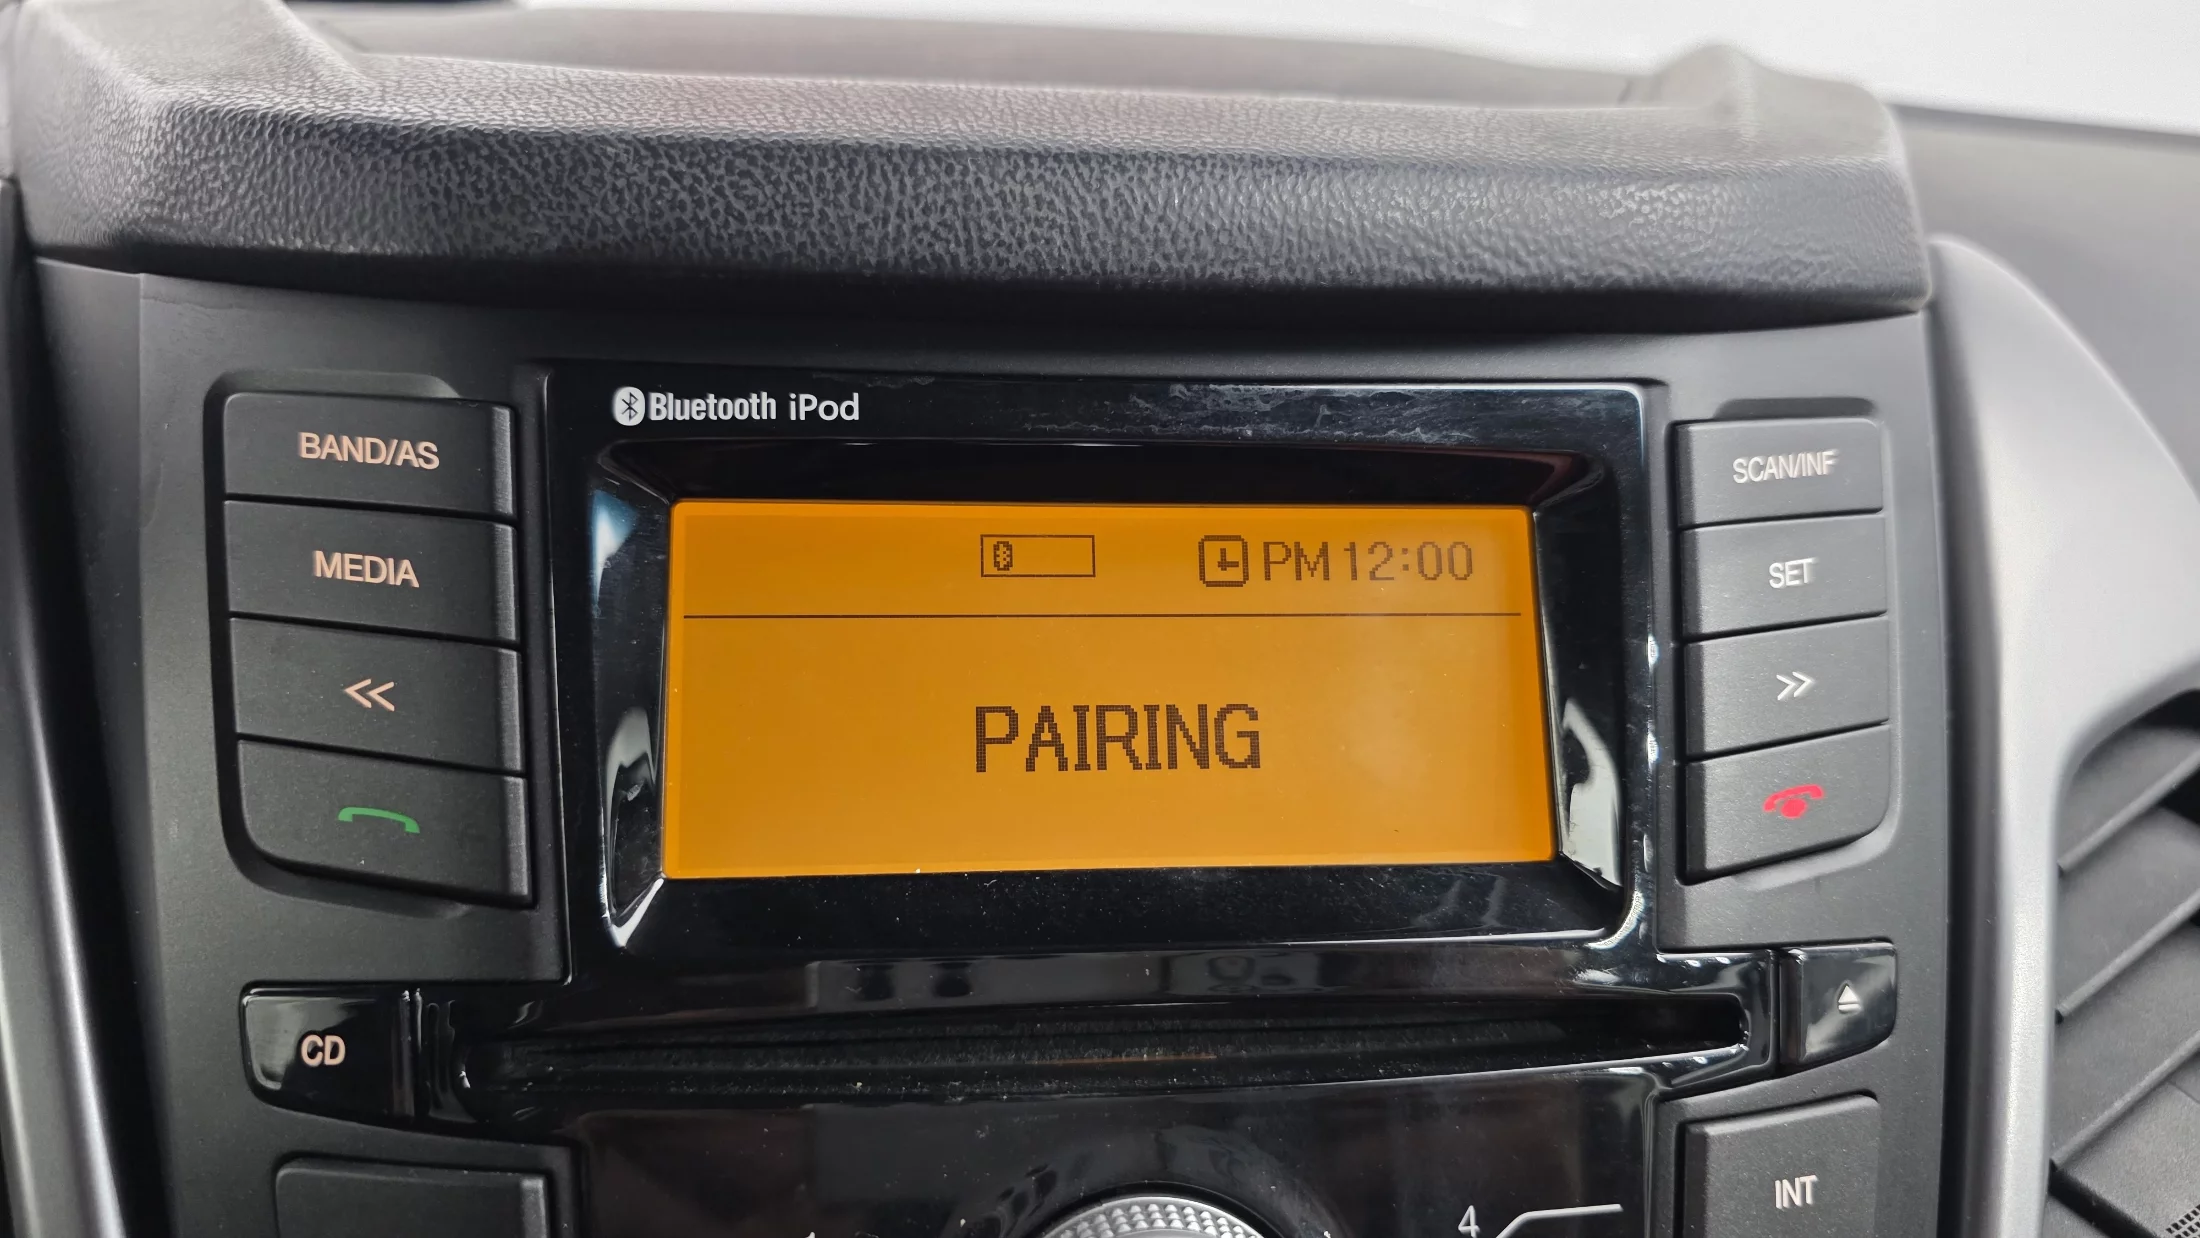 Bluetooth iPod
BAND/AS
MEDIA
CD
PM 12:00
PAIRING
SCAN/INF
SET
INT
4